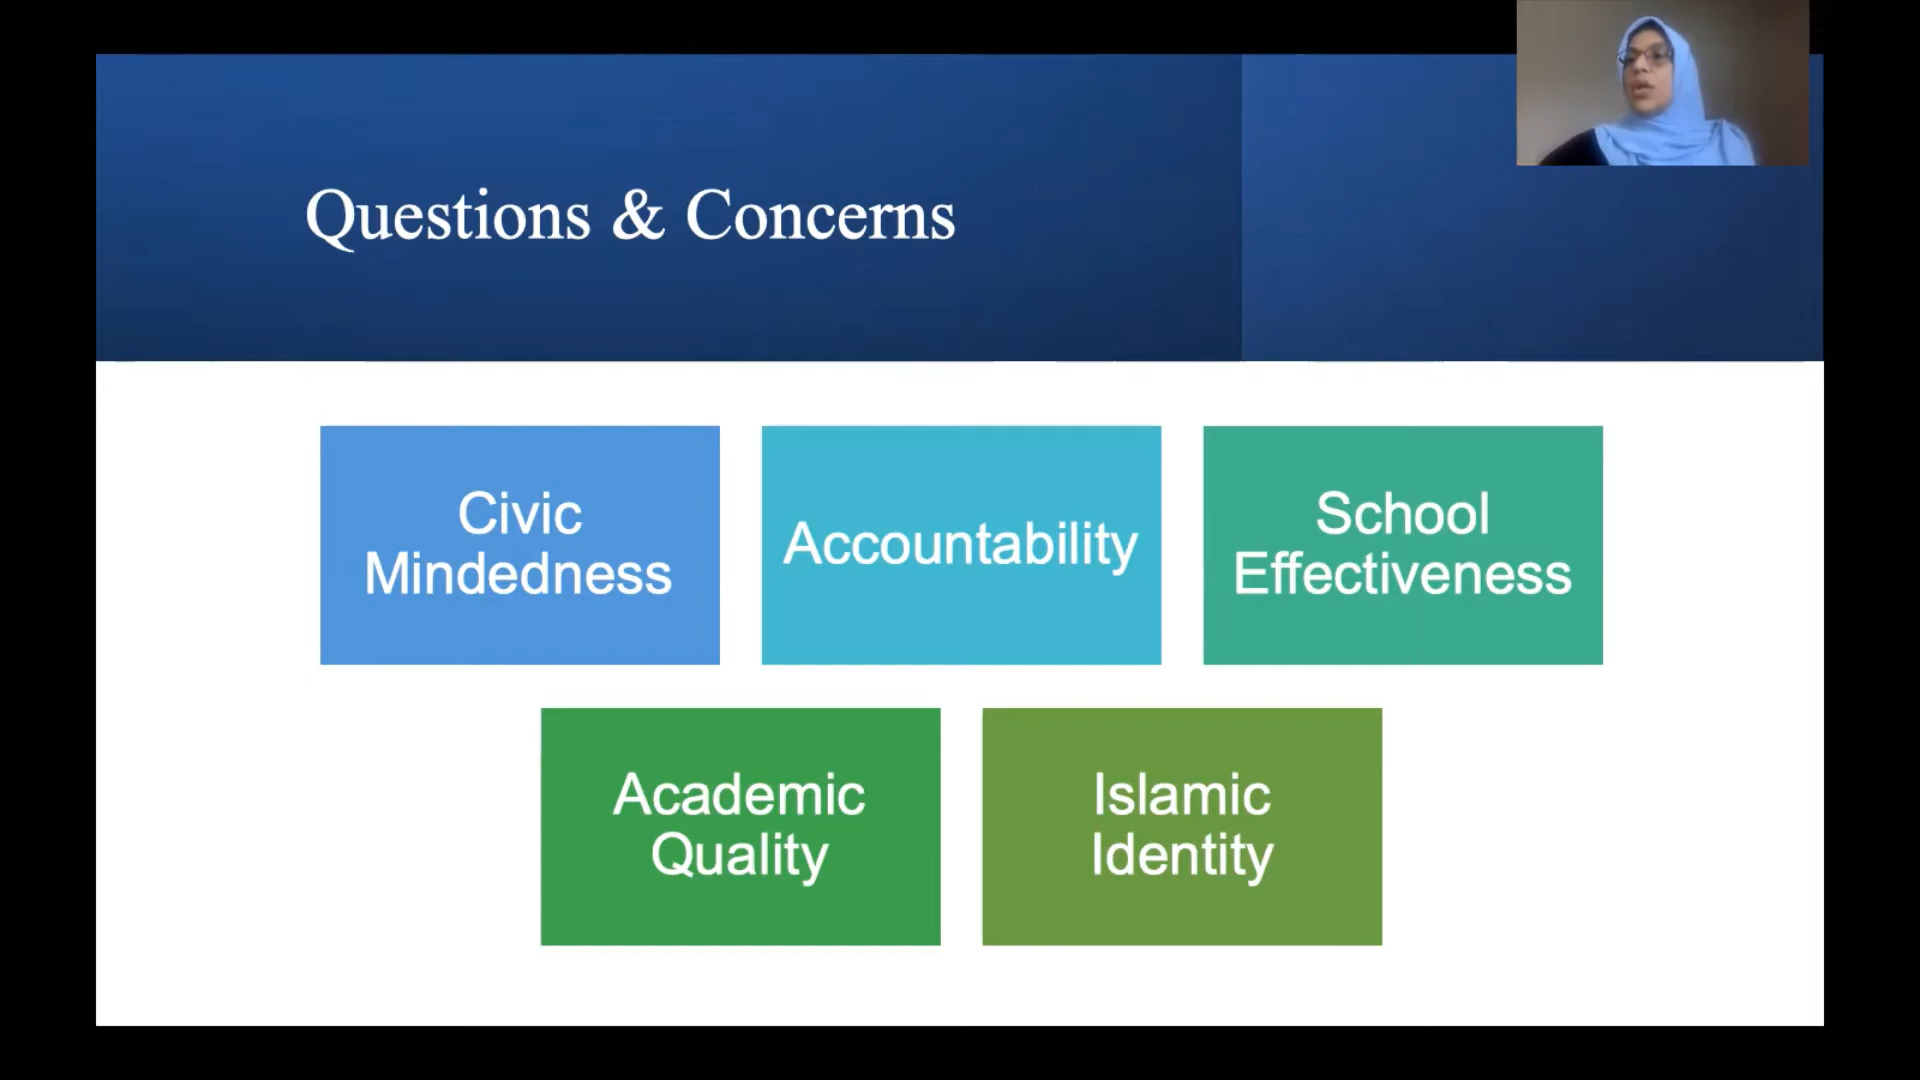 Questions & Concerns
Civic
Mindedness
Accountability
School
Effectiveness
Academic
Quality
Islamic
Identity